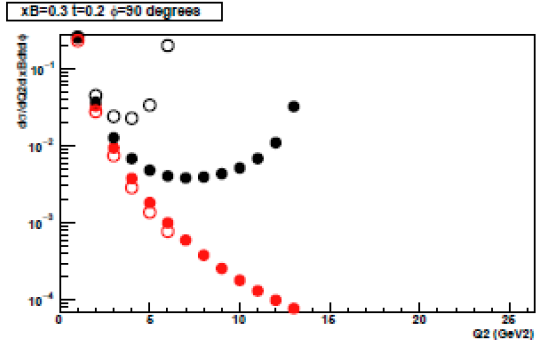 xB=0.3 t=0.2 ϕ=90 degrees
dσ/dQ2dxBdtdϕ
10⁻¹
10⁻²
10⁻³
10⁻⁴
0 5 10 15 20 25
Q2 (GeV2)